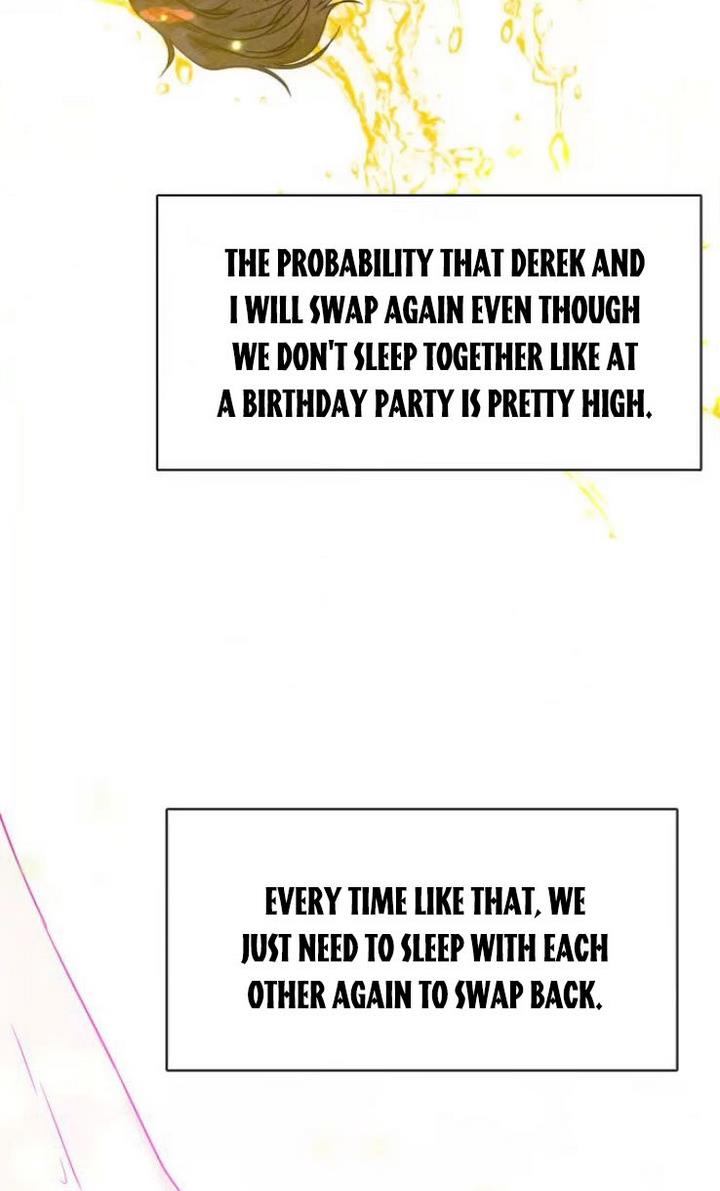 THE PROBABILITY THAT DEREK AND
I WILL SWAP AGAIN EVEN THOUGH
WE DON'T SLEEP TOGETHER LIKE AT
A BIRTHDAY PARTY IS PRETTY HIGH.
EVERY TIME LIKE THAT, WE
JUST NEED TO SLEEP WITH EACH
OTHER AGAIN TO SWAP BACK.